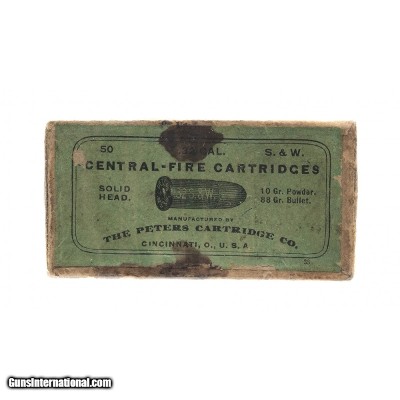 50 CAL. S. & W.
CENTRAL-FIRE CARTRIDGES
SOLID HEAD.
10 Gr. Powder.
88 Gr. Bullet.
MANUFACTURED BY
THE PETERS CARTRIDGE CO.
CINCINNATI, O., U. S. A
GunsInternational.com